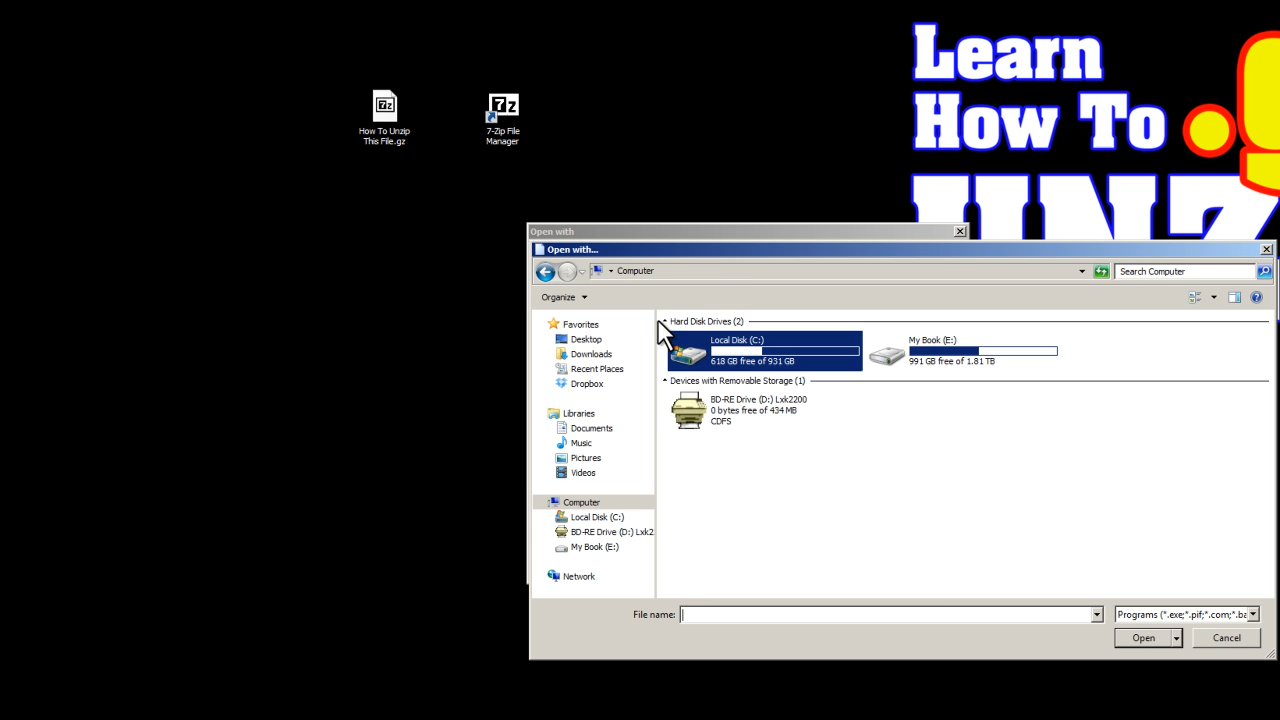 Learn
How To
How To Unzip
This File.gz
7-Zip File
Manager
Open with
Open with...
Computer
Search Computer
Organize
Favorites
Desktop
Downloads
Recent Places
Dropbox
Libraries
Documents
Music
Pictures
Videos
Computer
Local Disk (C:)
BD-RE Drive (D:) Lxk2
My Book (E:)
Network
Hard Disk Drives (2)
Local Disk (C:)
618 GB free of 931 GB
My Book (E:)
991 GB free of 1.81 TB
Devices with Removable Storage (1)
BD-RE Drive (D:) Lxk2200
0 bytes free of 434 MB
CDFS
File name:
Programs (*.exe;*.pif;*.com;*.ba
Open
Cancel